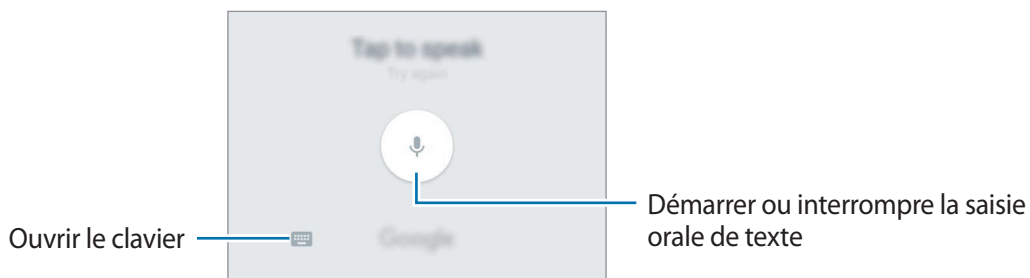 Tap to speak
Try again
Démarrer ou interrompre la saisie
orale de texte
Ouvrir le clavier
Google